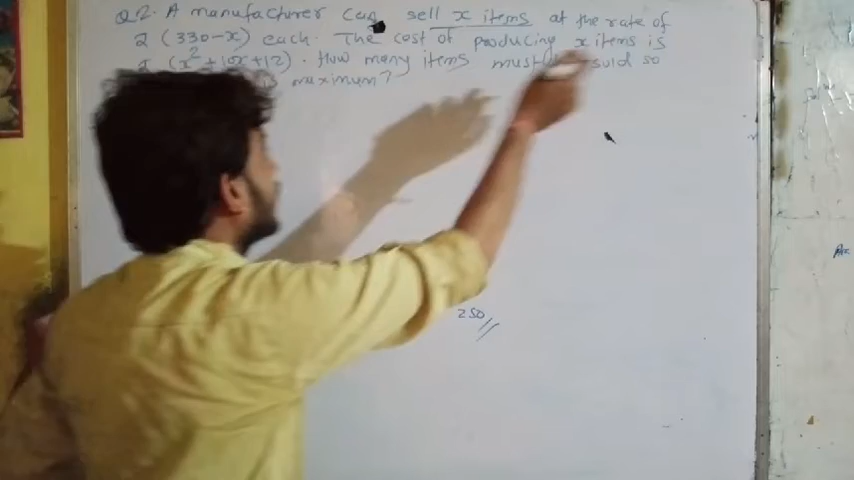 Q2. A manufacturer can sell x items at the rate of
2 (330-x) each. The cost of producing x items is
(x²+10x+12). How many items must sold so
maximum?
250